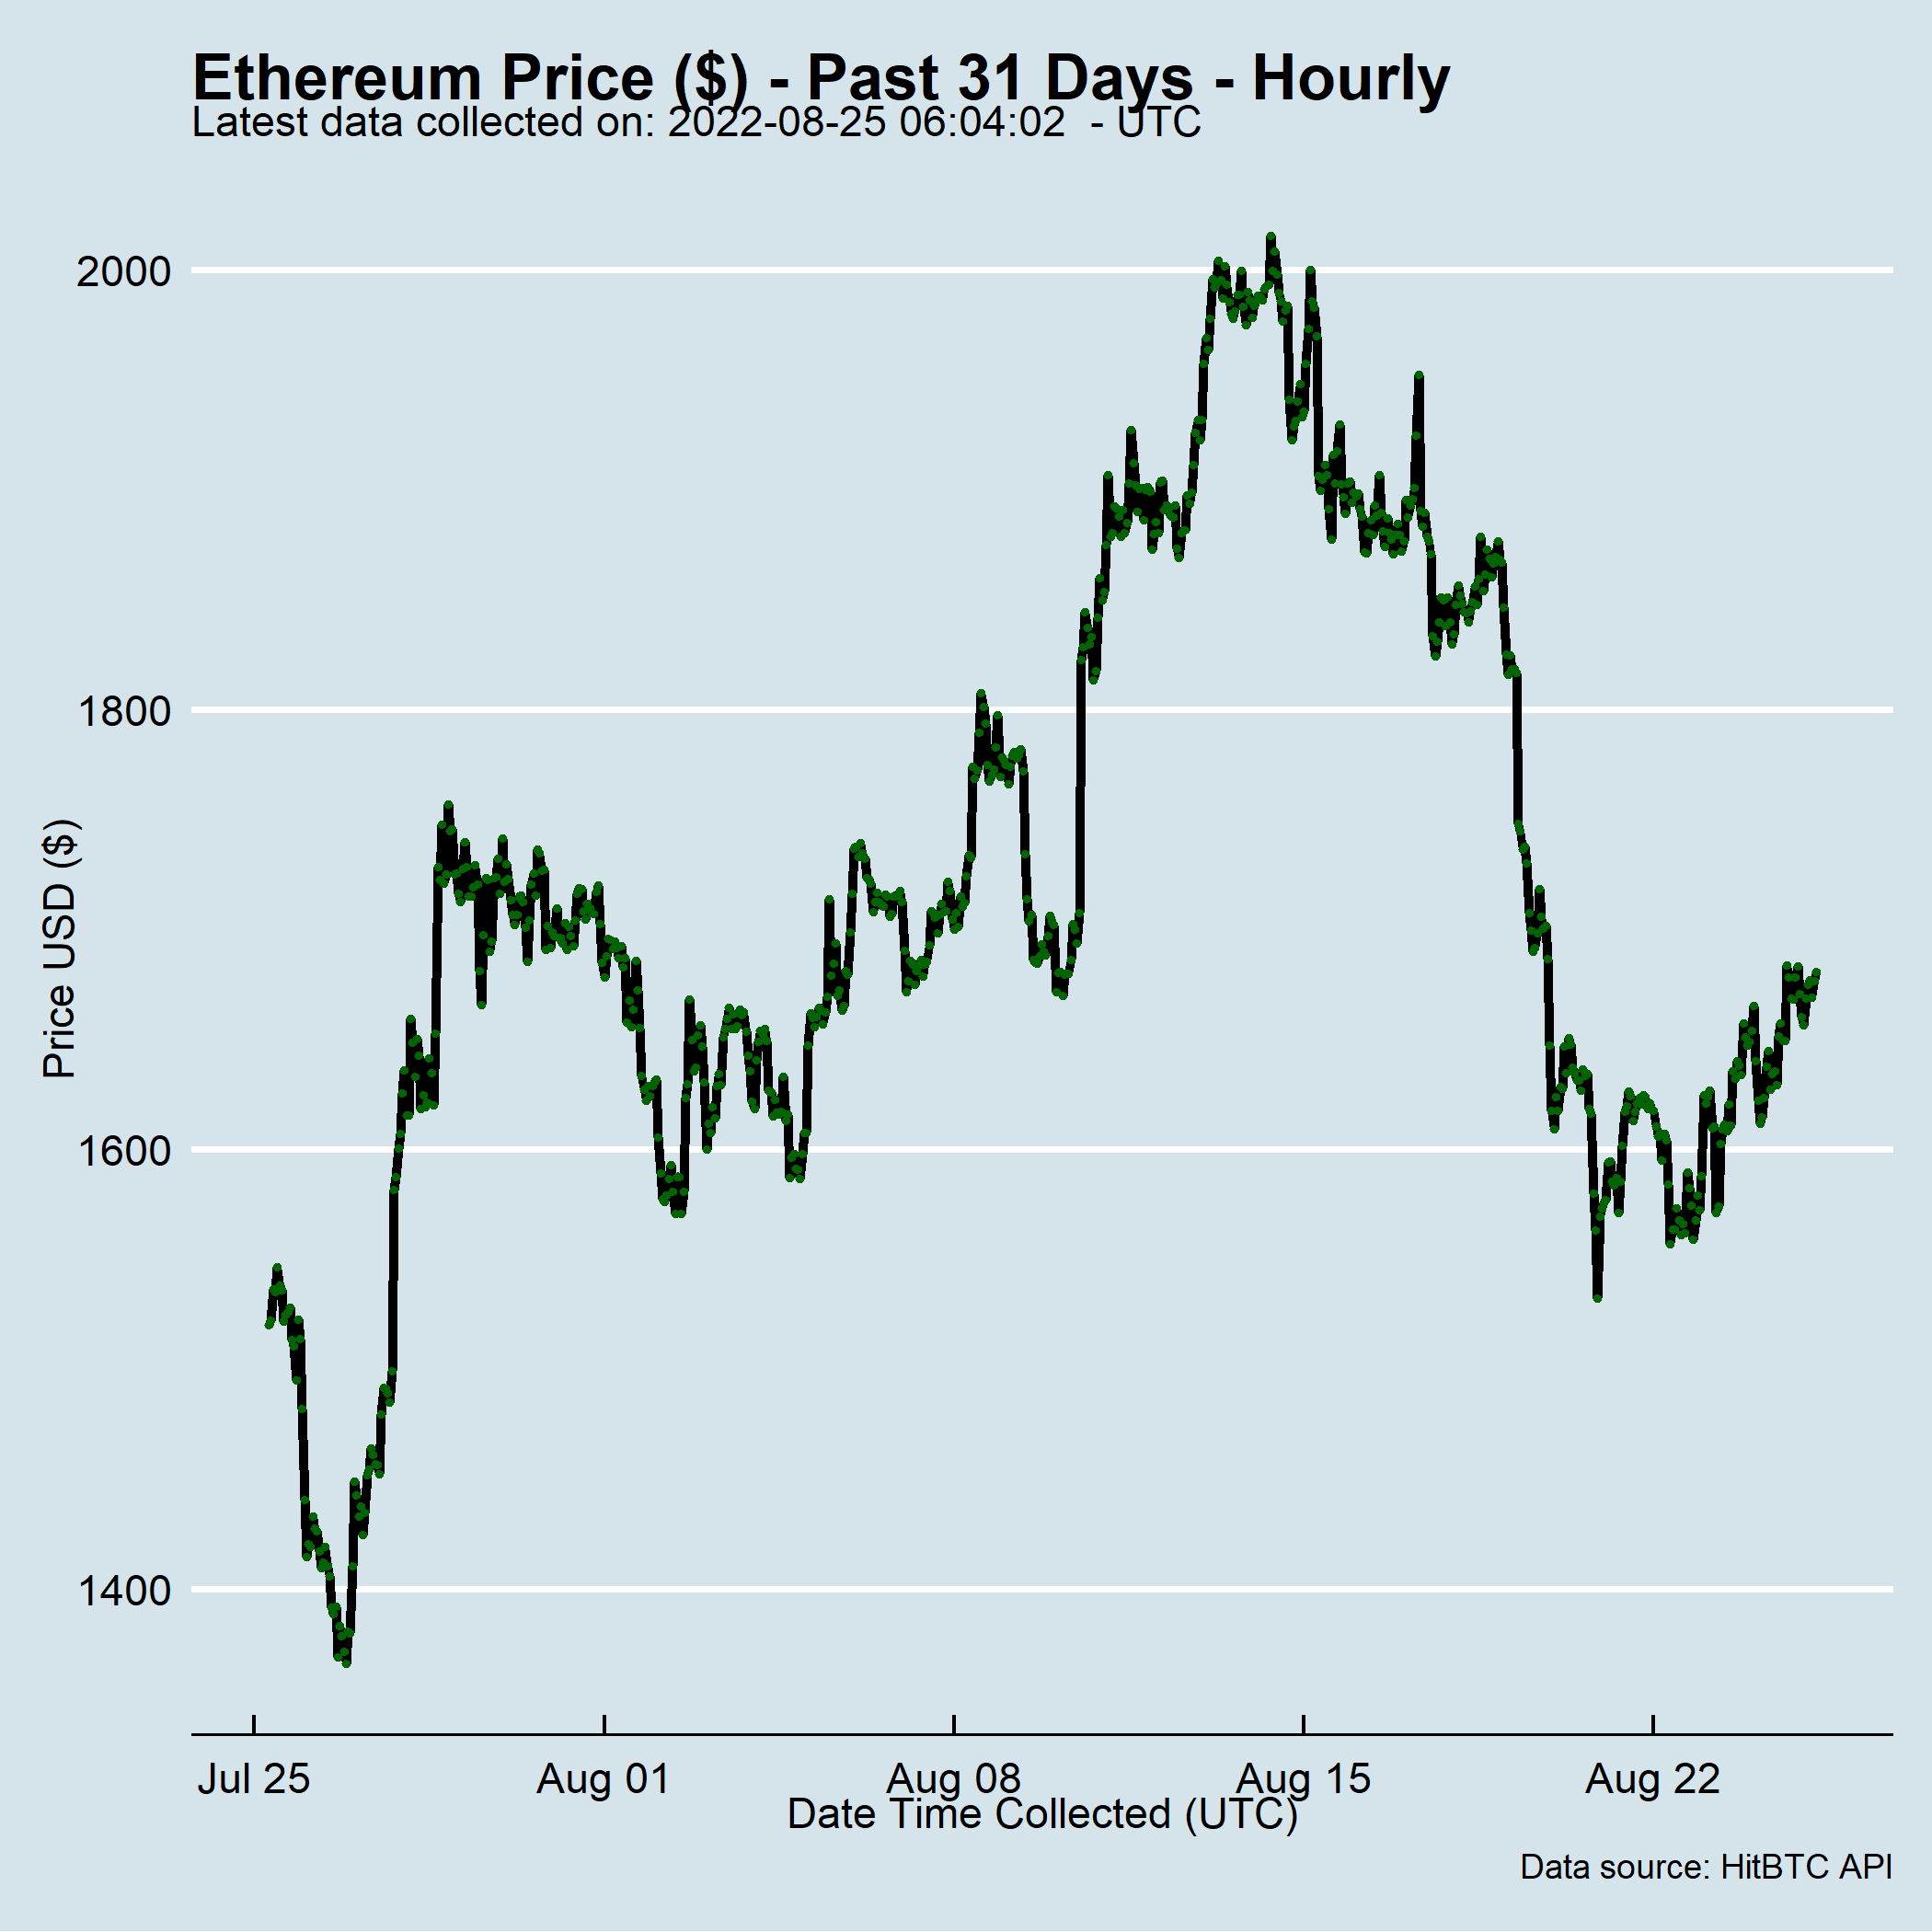 Ethereum Price ($) - Past 31 Days - Hourly
Latest data collected on: 2022-08-25 06:04:02  - UTC
2000
1800
1600
1400
Price USD ($)
Jul 25 Aug 01 Aug 08 Aug 15 Aug 22
Date Time Collected (UTC)
Data source: HitBTC API